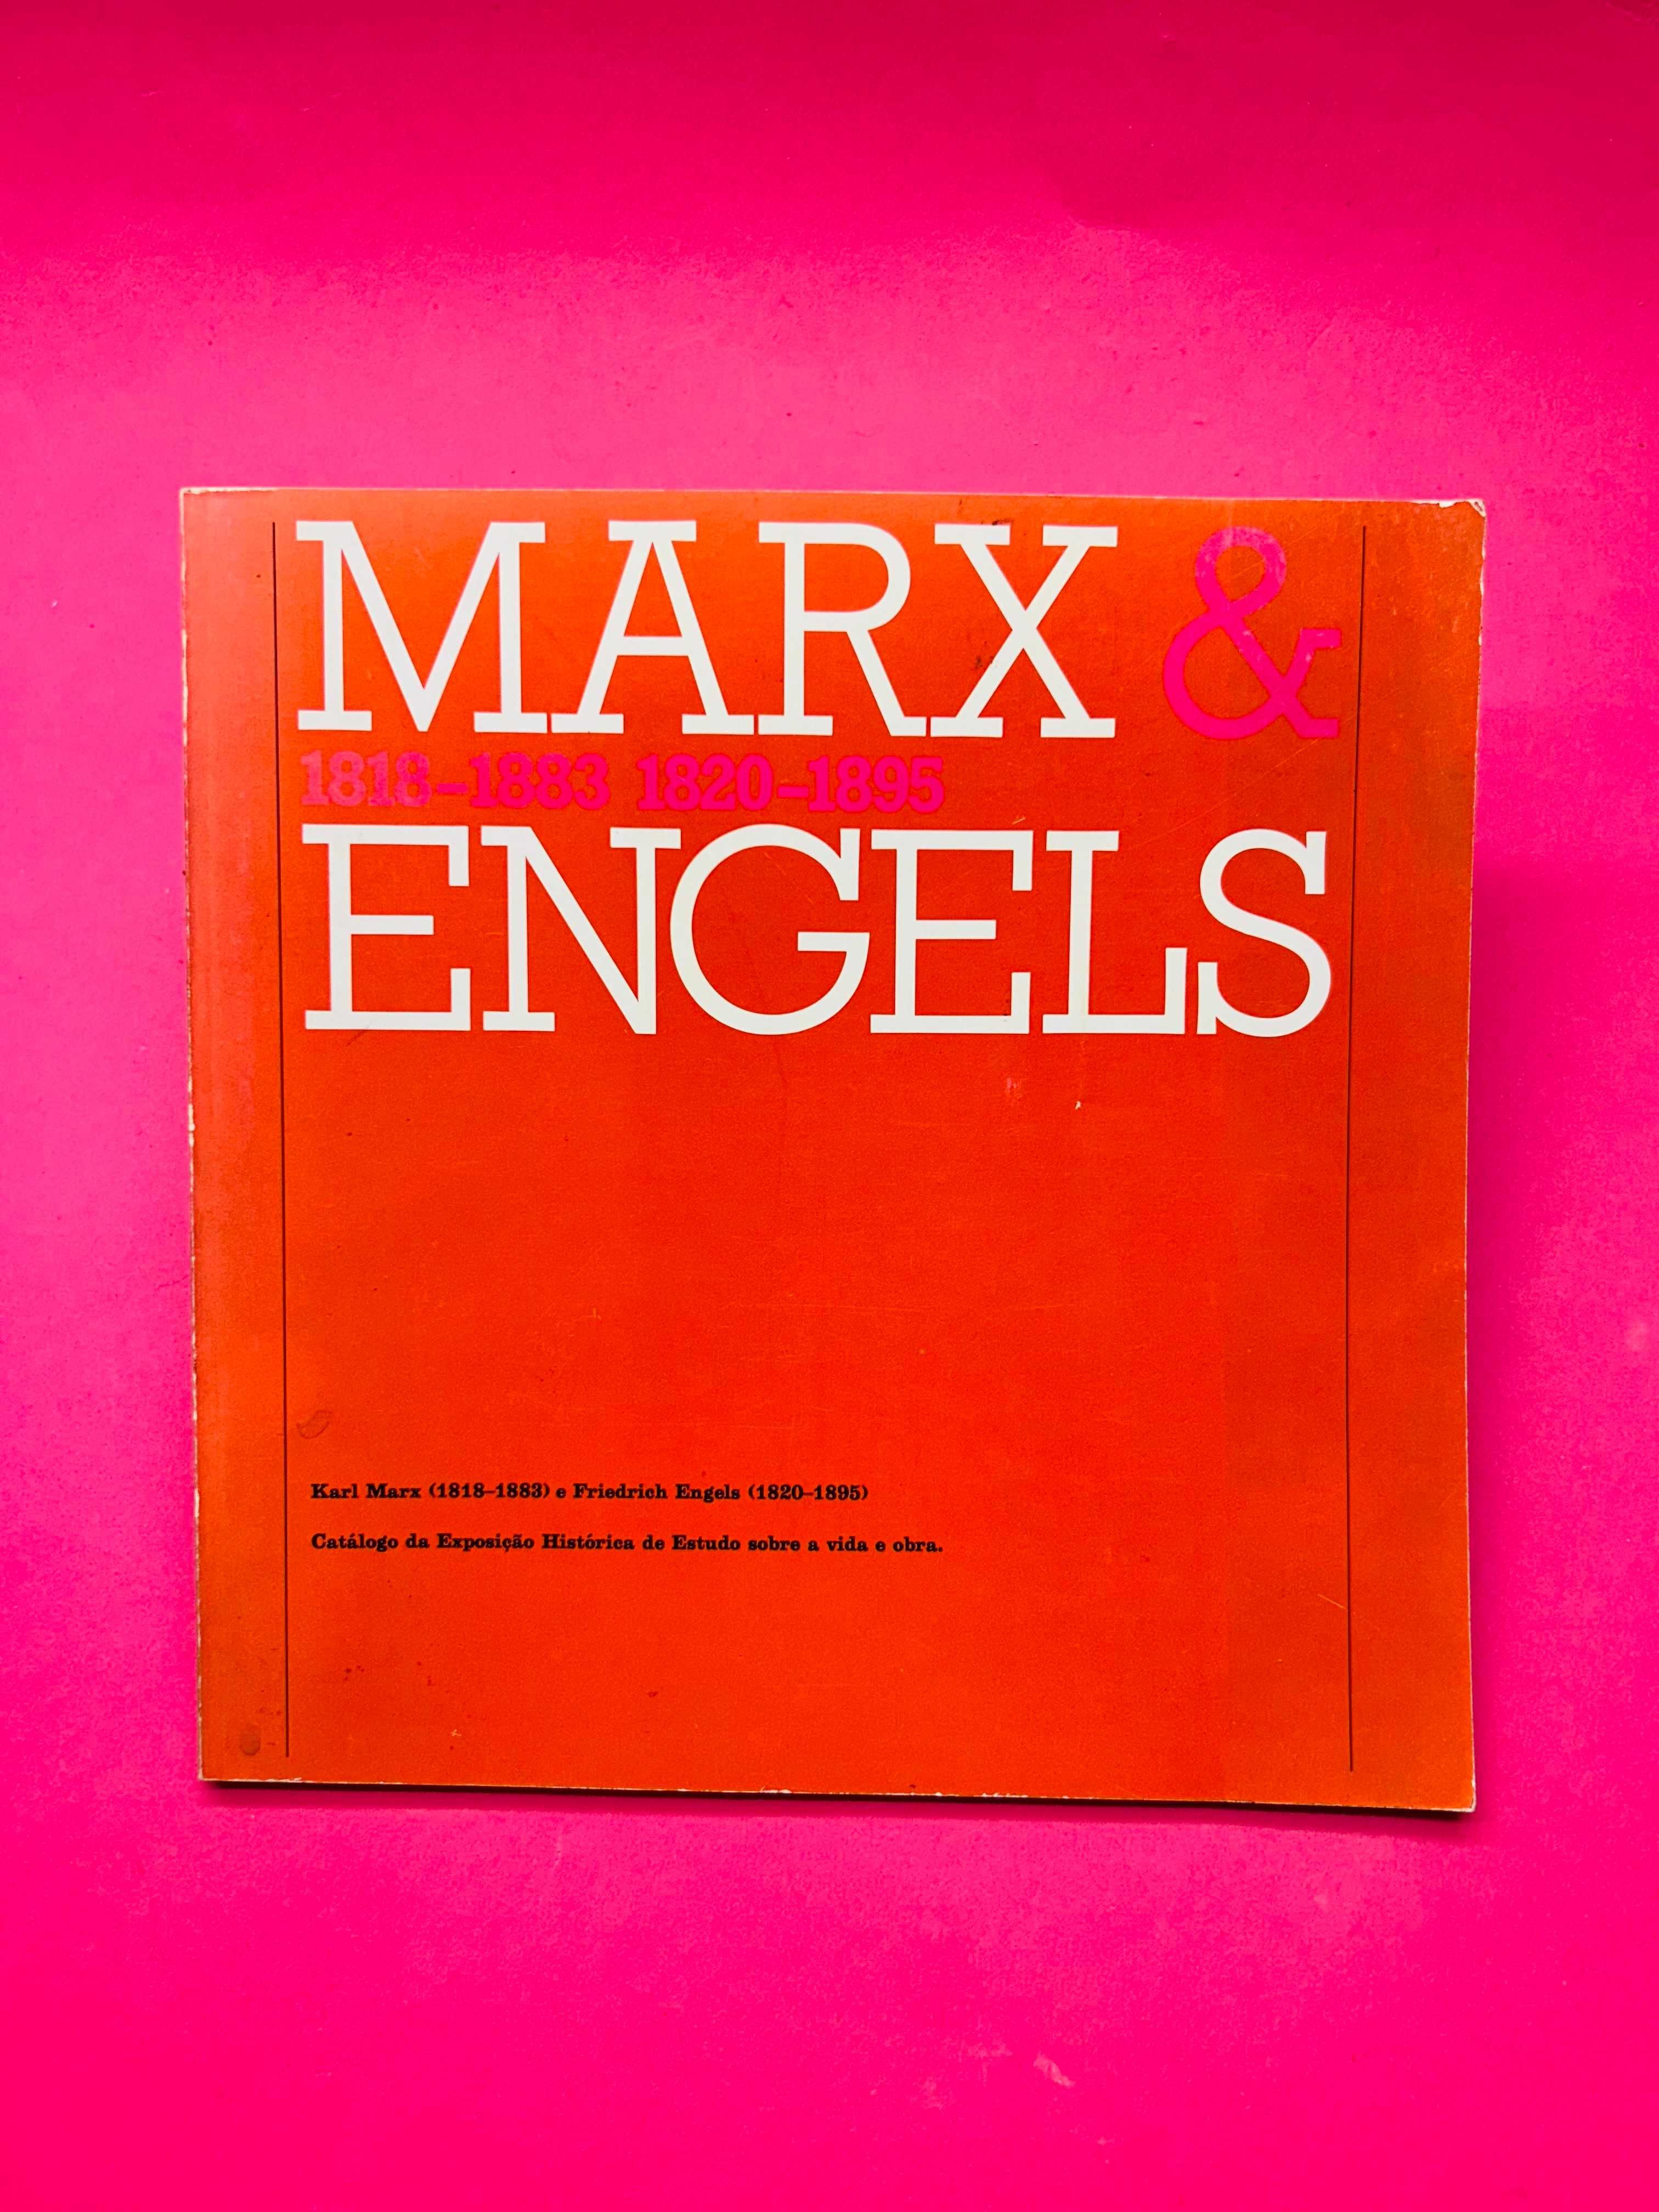 MARX &
1818–1883 1820–1895
ENGELS
Karl Marx (1818–1883) e Friedrich Engels (1820–1895)
Catálogo da Exposição Histórica de Estudo sobre a vida e obra.